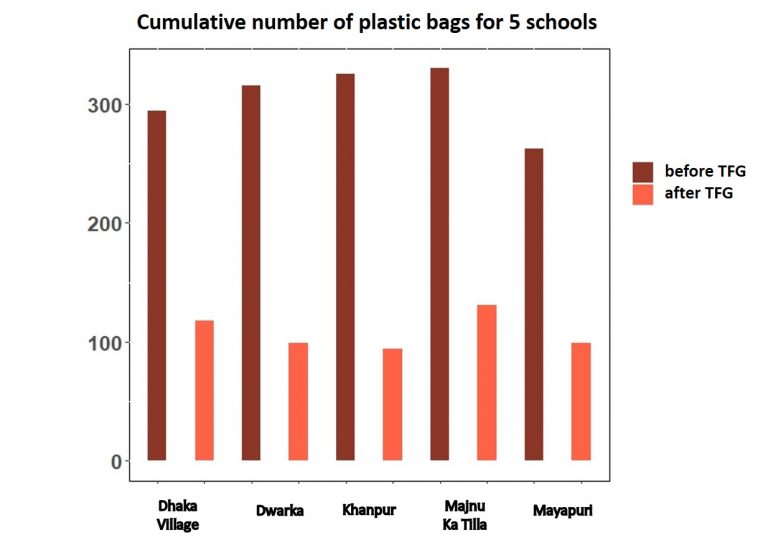 Cumulative number of plastic bags for 5 schools
300
200
100
0
before TFG
after TFG
Dhaka
Village
Dwarka
Khanpur
Majnu
Ka Tilla
Mayapuri